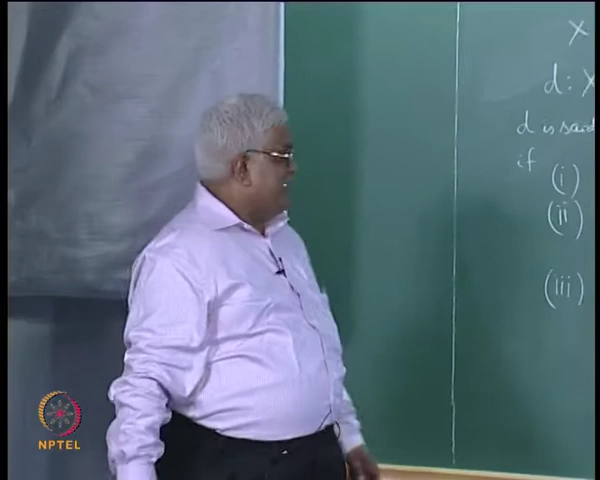 X
d: X
d is said
if (i)
(ii)
(iii)
NPTEL